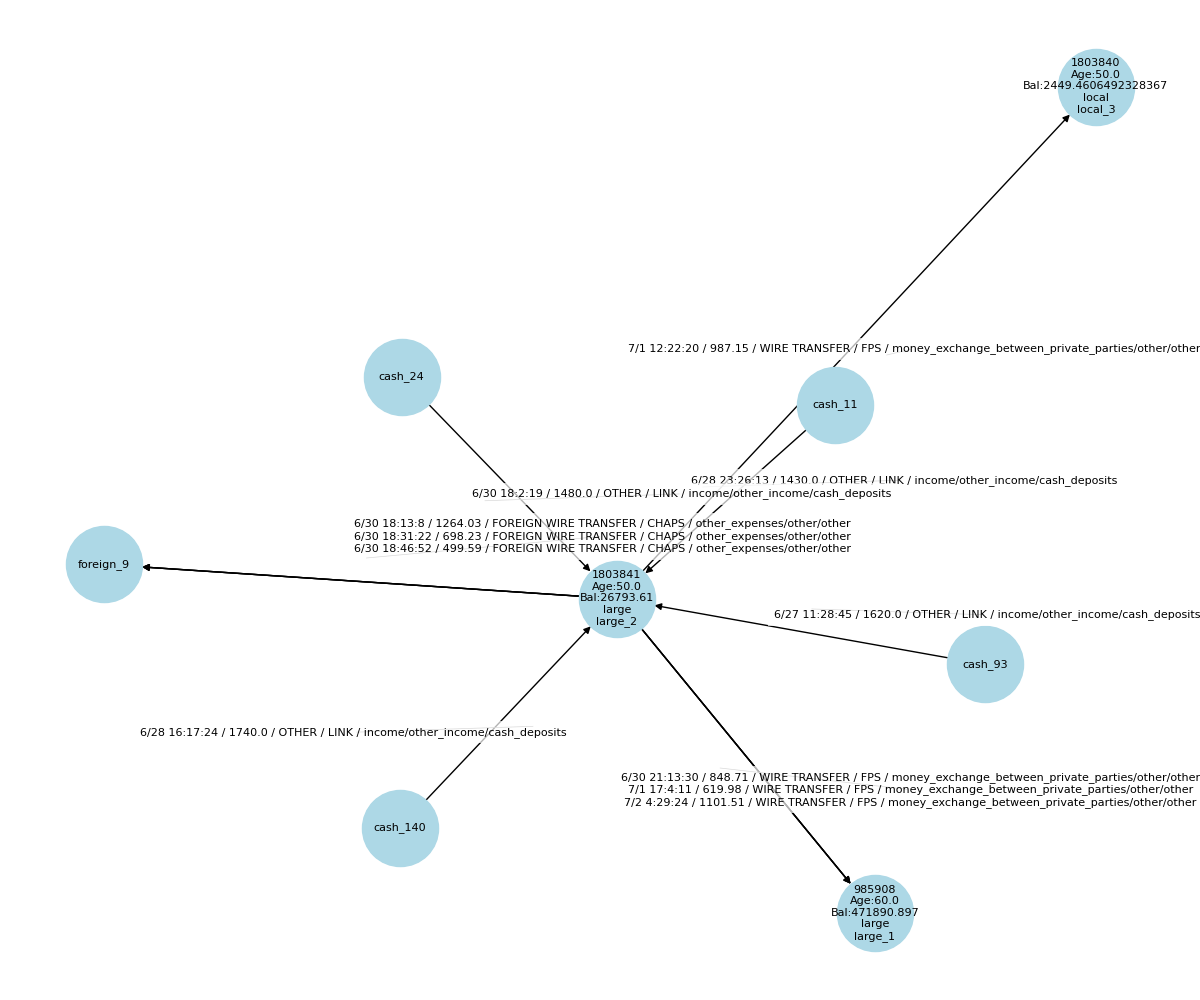 1803840
Age:50.0
Bal:2449.4606492328367
local
local_3
7/1 12:22:20 / 987.15 / WIRE TRANSFER / FPS / money_exchange_between_private_parties/other/other
cash_24
cash_11
6/28 23:26:13 / 1430.0 / OTHER / LINK / income/other_income/cash_deposits
6/30 18:2:19 / 1480.0 / OTHER / LINK / income/other_income/cash_deposits
6/30 18:13:8 / 1264.03 / FOREIGN WIRE TRANSFER / CHAPS / other_expenses/other/other
6/30 18:31:22 / 698.23 / FOREIGN WIRE TRANSFER / CHAPS / other_expenses/other/other
6/30 18:46:52 / 499.59 / FOREIGN WIRE TRANSFER / CHAPS / other_expenses/other/other
foreign_9
1803841
Age:50.0
Bal:26793.61
large
large_2
6/27 11:28:45 / 1620.0 / OTHER / LINK / income/other_income/cash_deposits
cash_93
6/28 16:17:24 / 1740.0 / OTHER / LINK / income/other_income/cash_deposits
6/30 21:13:30 / 848.71 / WIRE TRANSFER / FPS / money_exchange_between_private_parties/other/other
7/1 17:4:11 / 619.98 / WIRE TRANSFER / FPS / money_exchange_between_private_parties/other/other
7/2 4:29:24 / 1101.51 / WIRE TRANSFER / FPS / money_exchange_between_private_parties/other/other
cash_140
985908
Age:60.0
Bal:471890.897
large
large_1